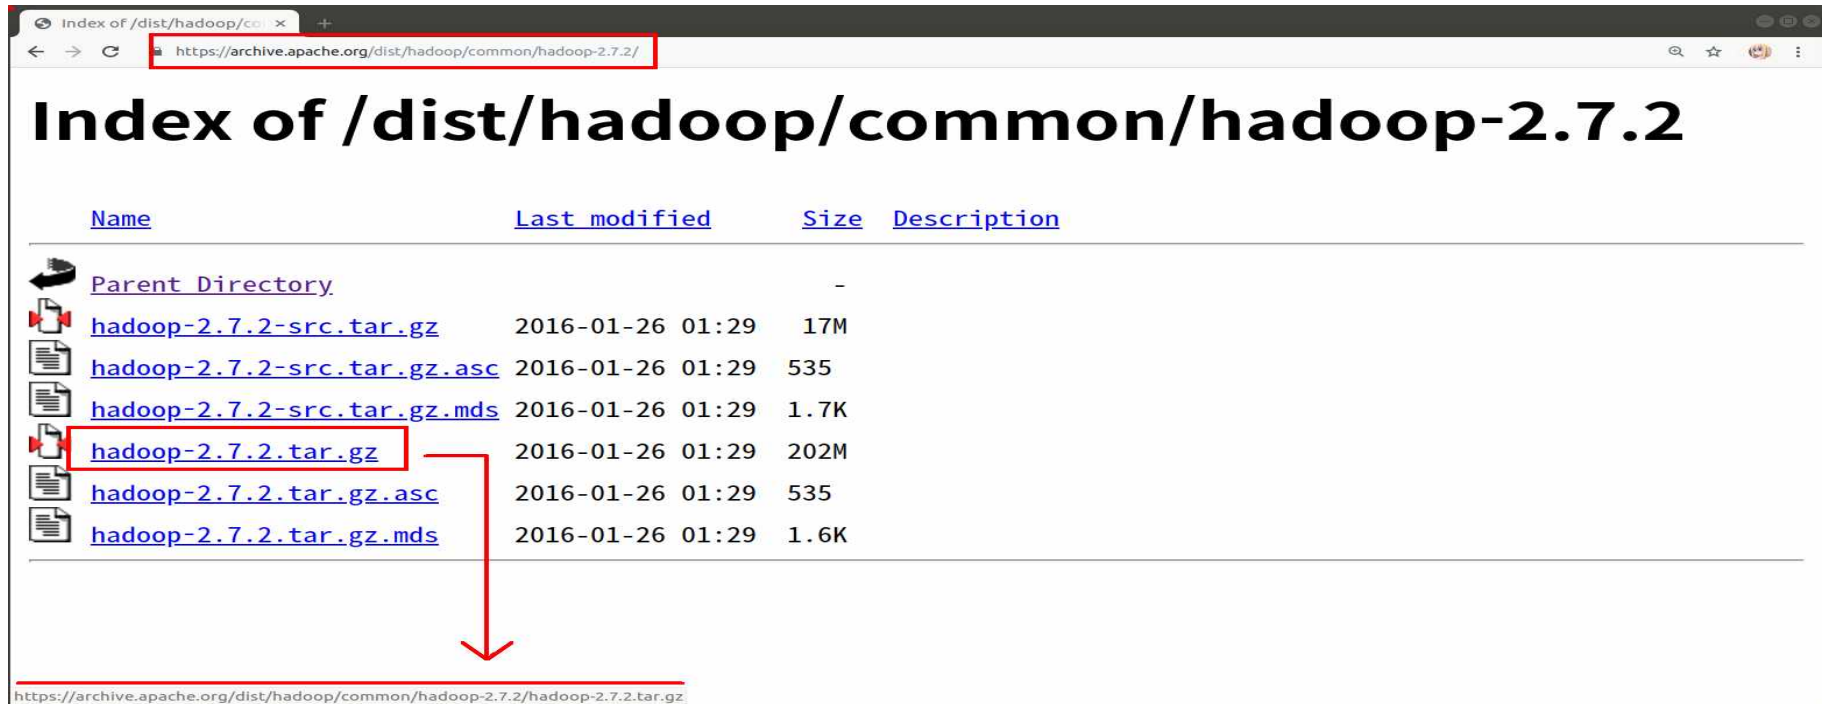 Index of /dist/hadoop/co
https://archive.apache.org/dist/hadoop/common/hadoop-2.7.2/
Index of /dist/hadoop/common/hadoop-2.7.2
Name Last modified Size Description
Parent Directory -
hadoop-2.7.2-src.tar.gz 2016-01-26 01:29 17M
hadoop-2.7.2-src.tar.gz.asc 2016-01-26 01:29 535
hadoop-2.7.2-src.tar.gz.mds 2016-01-26 01:29 1.7K
hadoop-2.7.2.tar.gz 2016-01-26 01:29 202M
hadoop-2.7.2.tar.gz.asc 2016-01-26 01:29 535
hadoop-2.7.2.tar.gz.mds 2016-01-26 01:29 1.6K
https://archive.apache.org/dist/hadoop/common/hadoop-2.7.2/hadoop-2.7.2.tar.gz